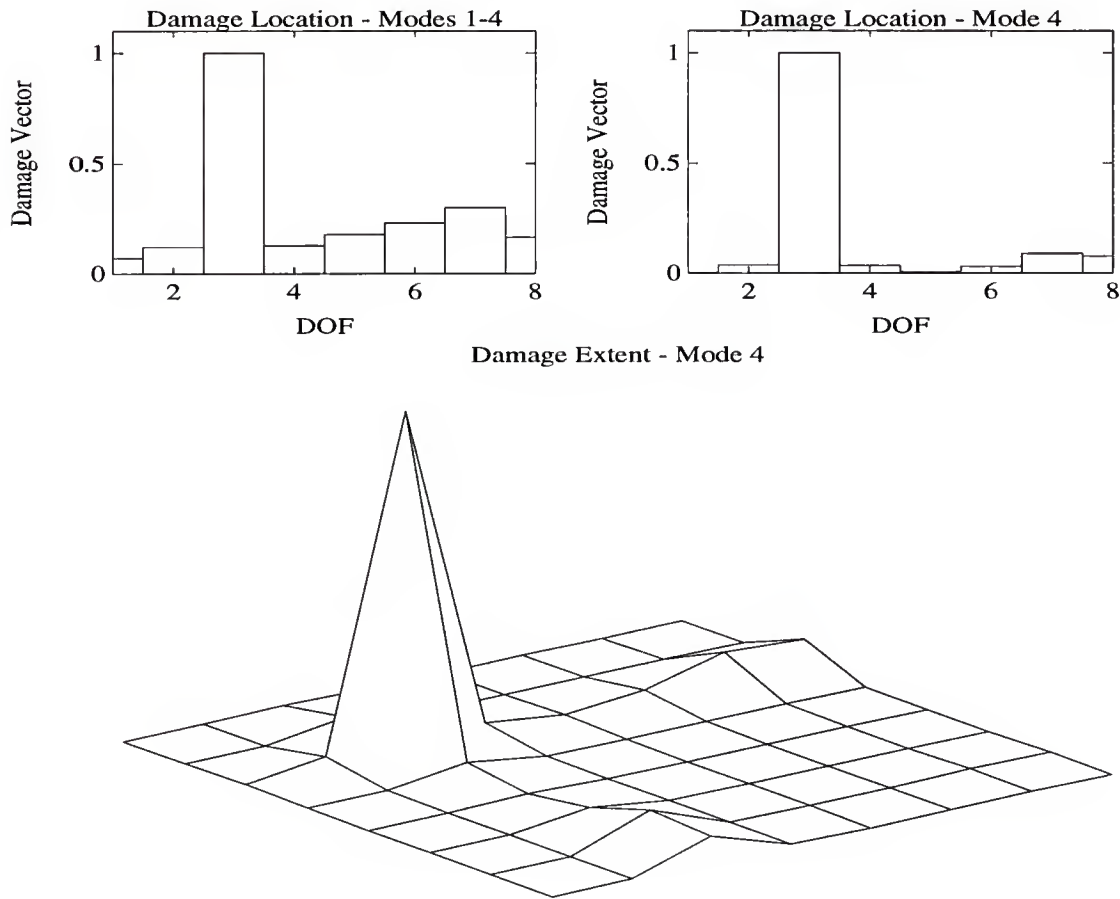 Damage Location - Modes 1-4
1
0.5
0
Damage Vector
2 4 6 8
DOF
Damage Location - Mode 4
1
0.5
0
Damage Vector
2 4 6 8
DOF
Damage Extent - Mode 4